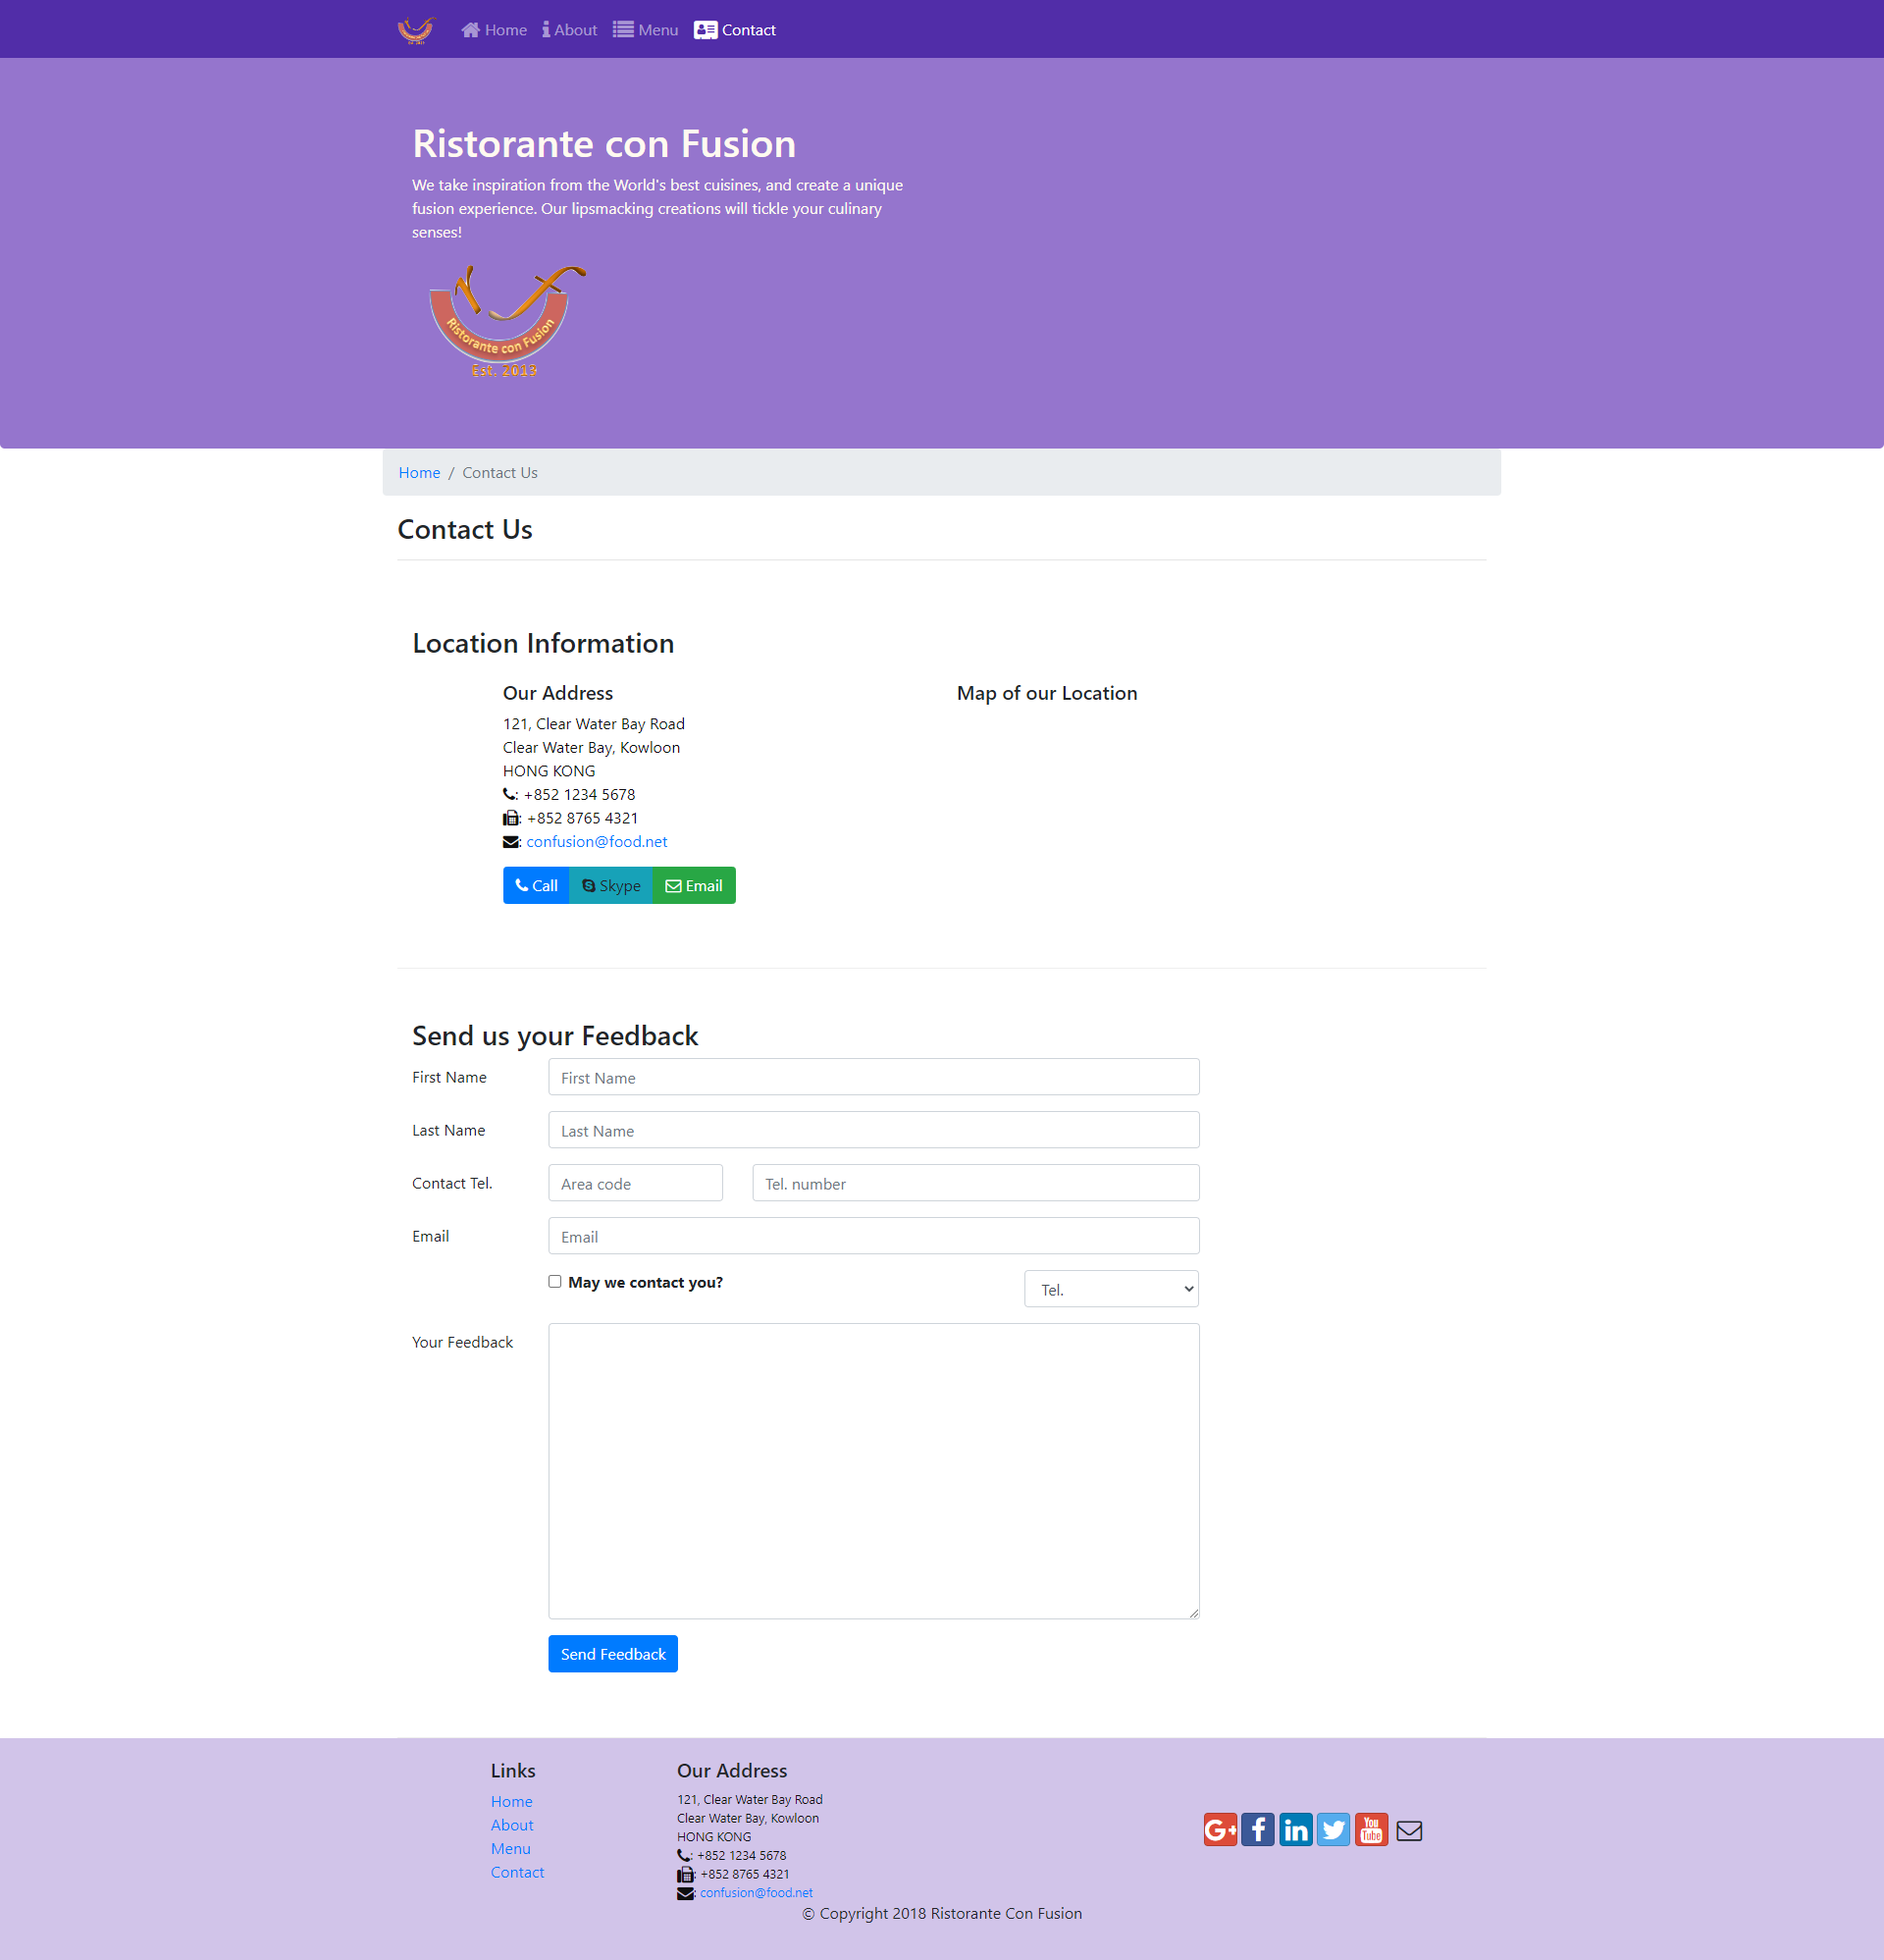 Home
About
Menu
Contact
Ristorante con Fusion
We take inspiration from the World's best cuisines, and create a unique
fusion experience. Our lipsmacking creations will tickle your culinary
senses!
Ristorante con Fusion
Est. 2013
Home / Contact Us
Contact Us
Location Information
Our Address
121, Clear Water Bay Road
Clear Water Bay, Kowloon
HONG KONG
: +852 1234 5678
: +852 8765 4321
: confusion@food.net
Call
Skype
Email
Map of our Location
Send us your Feedback
First Name
First Name
Last Name
Last Name
Contact Tel.
Area code
Tel. number
Email
Email
May we contact you?
Tel.
Your Feedback
Send Feedback
Links
Home
About
Menu
Contact
Our Address
121, Clear Water Bay Road
Clear Water Bay, Kowloon
HONG KONG
: +852 1234 5678
: +852 8765 4321
: confusion@food.net
G+
f
in
You
Tube
© Copyright 2018 Ristorante Con Fusion